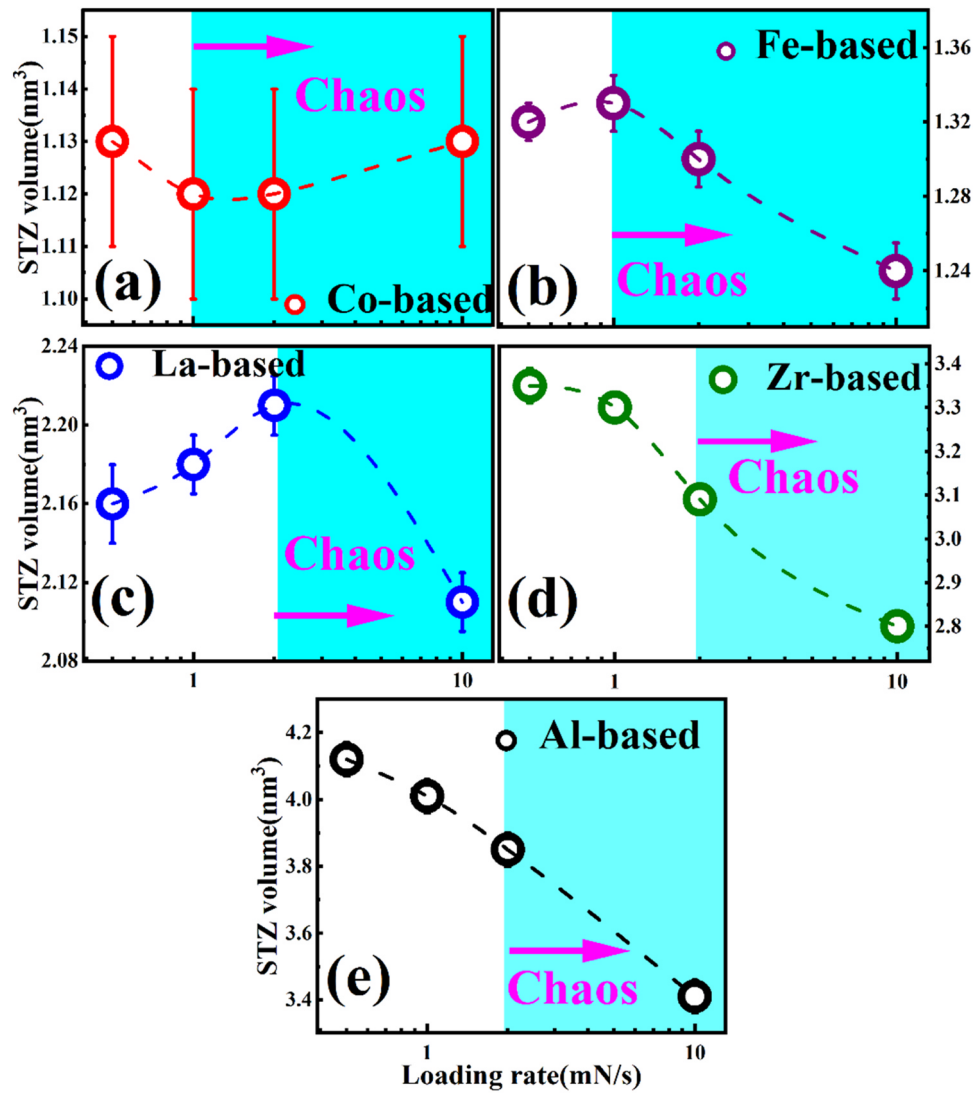 1.15
1.14
1.13
1.12
1.11
1.10
STZ volume(nm³)
Chaos
(a)
Co-based
Fe-based
1.36
1.32
1.28
1.24
Chaos
(b)
2.24
2.20
2.16
2.12
2.08
STZ volume(nm³)
La-based
Chaos
(c)
1
10
Zr-based
3.4
3.3
3.1
3.0
2.9
2.8
Chaos
(d)
1
10
4.2
4.0
3.8
3.6
3.4
STZ volume(nm³)
Al-based
Chaos
(e)
1
10
Loading rate(mN/s)